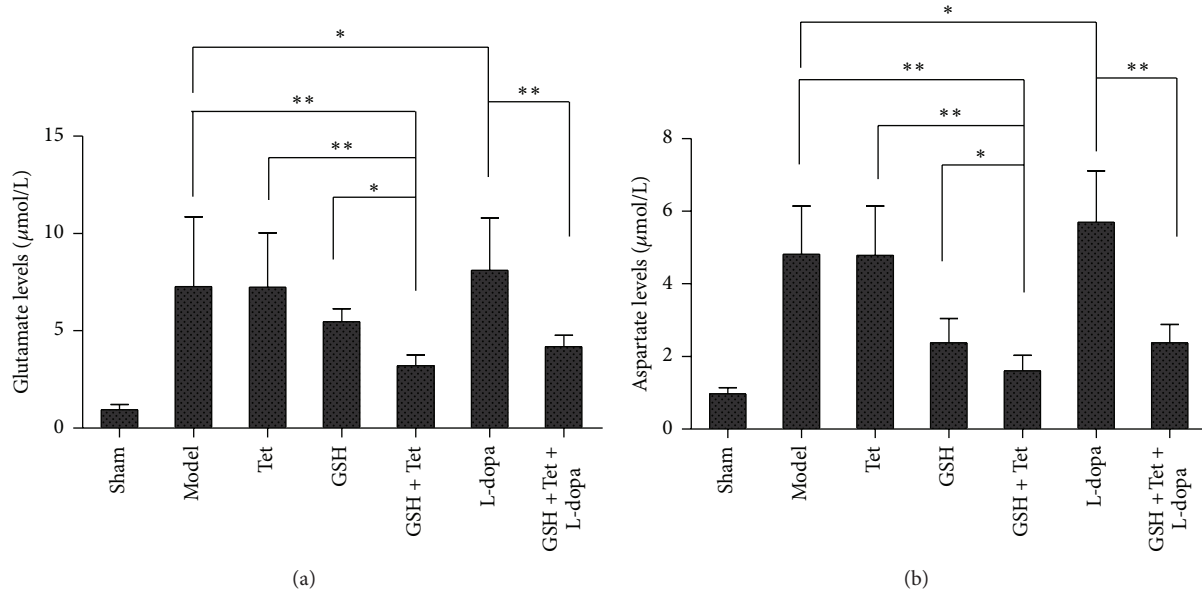 *
**
**
**
*
15
10
5
0
Glutamate levels (μmol/L)
Sham
Model
Tet
GSH
GSH + Tet
L-dopa
GSH + Tet +
L-dopa
(a)
*
**
**
**
*
8
6
4
2
0
Aspartate levels (μmol/L)
Sham
Model
Tet
GSH
GSH + Tet
L-dopa
GSH + Tet +
L-dopa
(b)